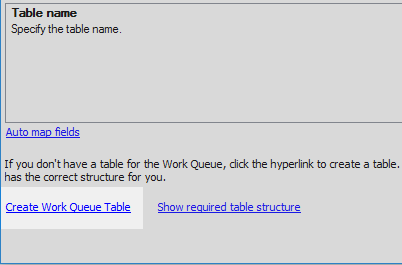 Table name
Specify the table name.
Auto map fields
If you don't have a table for the Work Queue, click the hyperlink to create a table.
has the correct structure for you.
Create Work Queue Table Show required table structure